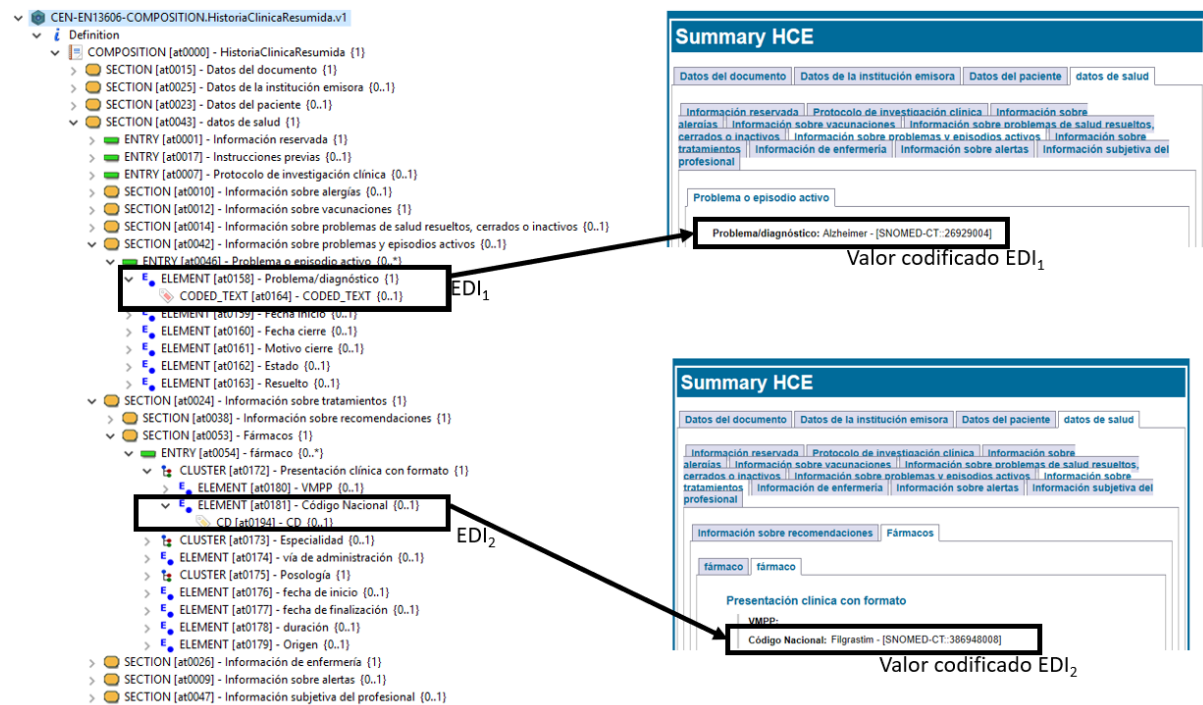 CEN-EN13606-COMPOSITION.HistoriaClinicaResumida.v1
Definition
COMPOSITION [at0000] - HistoriaClinicaResumida {1}
SECTION [at0015] - Datos del documento {1}
SECTION [at0025] - Datos de la institución emisora {0..1}
SECTION [at0023] - Datos del paciente {0..1}
SECTION [at0043] - datos de salud {1}
ENTRY [at0001] - Información reservada {1}
ENTRY [at0017] - Instrucciones previas {0..1}
ENTRY [at0007] - Protocolo de investigación clínica {0..1}
SECTION [at0010] - Información sobre alergías {0..1}
SECTION [at0012] - Información sobre vacunaciones {1}
SECTION [at0014] - Información sobre problemas de salud resueltos, cerrados o inactivos {0..1}
SECTION [at0042] - Información sobre problemas y episodios activos {0..1}
ENTRY [at0046] - Problema o episodio activo {0..*}
ELEMENT [at0158] - Problema/diagnóstico {1}
CODED_TEXT [at0164] - CODED_TEXT {0..1}
EDI1
ELEMENT [at0159] - Fecha inicio {0..1}
ELEMENT [at0160] - Fecha cierre {0..1}
ELEMENT [at0161] - Motivo cierre {0..1}
ELEMENT [at0162] - Estado {0..1}
ELEMENT [at0163] - Resuelto {0..1}
SECTION [at0024] - Información sobre tratamientos {1}
SECTION [at0038] - Información sobre recomendaciones {1}
SECTION [at0053] - Fármacos {1}
ENTRY [at0054] - fármaco {0..*}
CLUSTER [at0172] - Presentación clínica con formato {1}
ELEMENT [at0180] - VMPP {0..1}
ELEMENT [at0181] - Código Nacional {0..1}
CD [at0194] - CD {0..1}
EDI2
CLUSTER [at0173] - Especialidad {0..1}
ELEMENT [at0174] - vía de administración {0..1}
CLUSTER [at0175] - Posología {1}
ELEMENT [at0176] - fecha de inicio {0..1}
ELEMENT [at0177] - fecha de finalización {0..1}
ELEMENT [at0178] - duración {0..1}
ELEMENT [at0179] - Origen {0..1}
SECTION [at0026] - Información de enfermería {1}
SECTION [at0009] - Información sobre alertas {0..1}
SECTION [at0047] - Información subjetiva del profesional {0..1}
Summary HCE
Datos del documento Datos de la institución emisora Datos del paciente datos de salud
Información reservada Protocolo de investigación clínica Información sobre
alergías Información sobre vacunaciones Información sobre problemas de salud resueltos,
cerrados o inactivos Información sobre problemas y episodios activos Información sobre
tratamientos Información de enfermería Información sobre alertas Información subjetiva del
profesional
Problema o episodio activo
Problema/diagnóstico: Alzheimer - [SNOMED-CT::26929004]
Valor codificado EDI1
Summary HCE
Datos del documento Datos de la institución emisora Datos del paciente datos de salud
Información reservada Protocolo de investigación clínica Información sobre
alergías Información sobre vacunaciones Información sobre problemas de salud resueltos,
cerrados o inactivos Información sobre problemas y episodios activos Información sobre
tratamientos Información de enfermería Información sobre alertas Información subjetiva del
profesional
Información sobre recomendaciones Fármacos
fármaco fármaco
Presentación clínica con formato
VMPP:
Código Nacional: Filgrastim - [SNOMED-CT::386948008]
Valor codificado EDI2